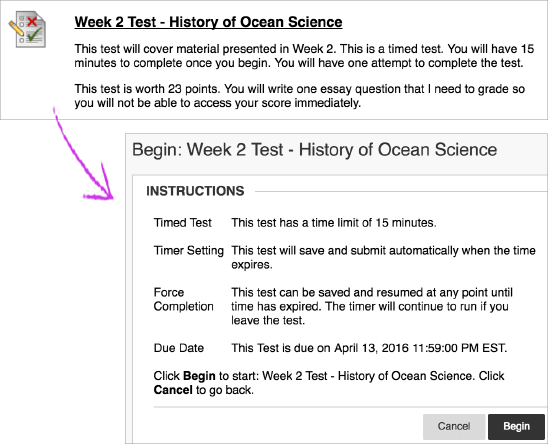 Week 2 Test - History of Ocean Science
This test will cover material presented in Week 2. This is a timed test. You will have 15
minutes to complete once you begin. You will have one attempt to complete the test.
This test is worth 23 points. You will write one essay question that I need to grade so
you will not be able to access your score immediately.
Begin: Week 2 Test - History of Ocean Science
INSTRUCTIONS
Timed Test This test has a time limit of 15 minutes.
Timer Setting This test will save and submit automatically when the time
expires.
Force This test can be saved and resumed at any point until
Completion time has expired. The timer will continue to run if you
leave the test.
Due Date This Test is due on April 13, 2016 11:59:00 PM EST.
Click Begin to start: Week 2 Test - History of Ocean Science. Click
Cancel to go back.
Cancel Begin